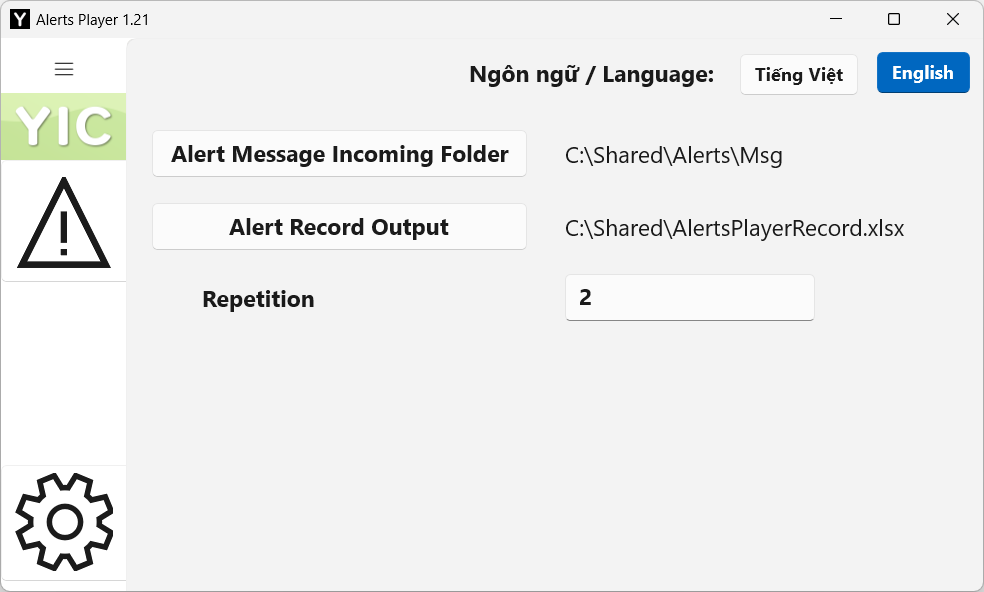 Alerts Player 1.21
Ngôn ngữ / Language: Tiếng Việt English
YIC
Alert Message Incoming Folder C:\Shared\Alerts\Msg
Alert Record Output C:\Shared\AlertsPlayerRecord.xlsx
Repetition 2